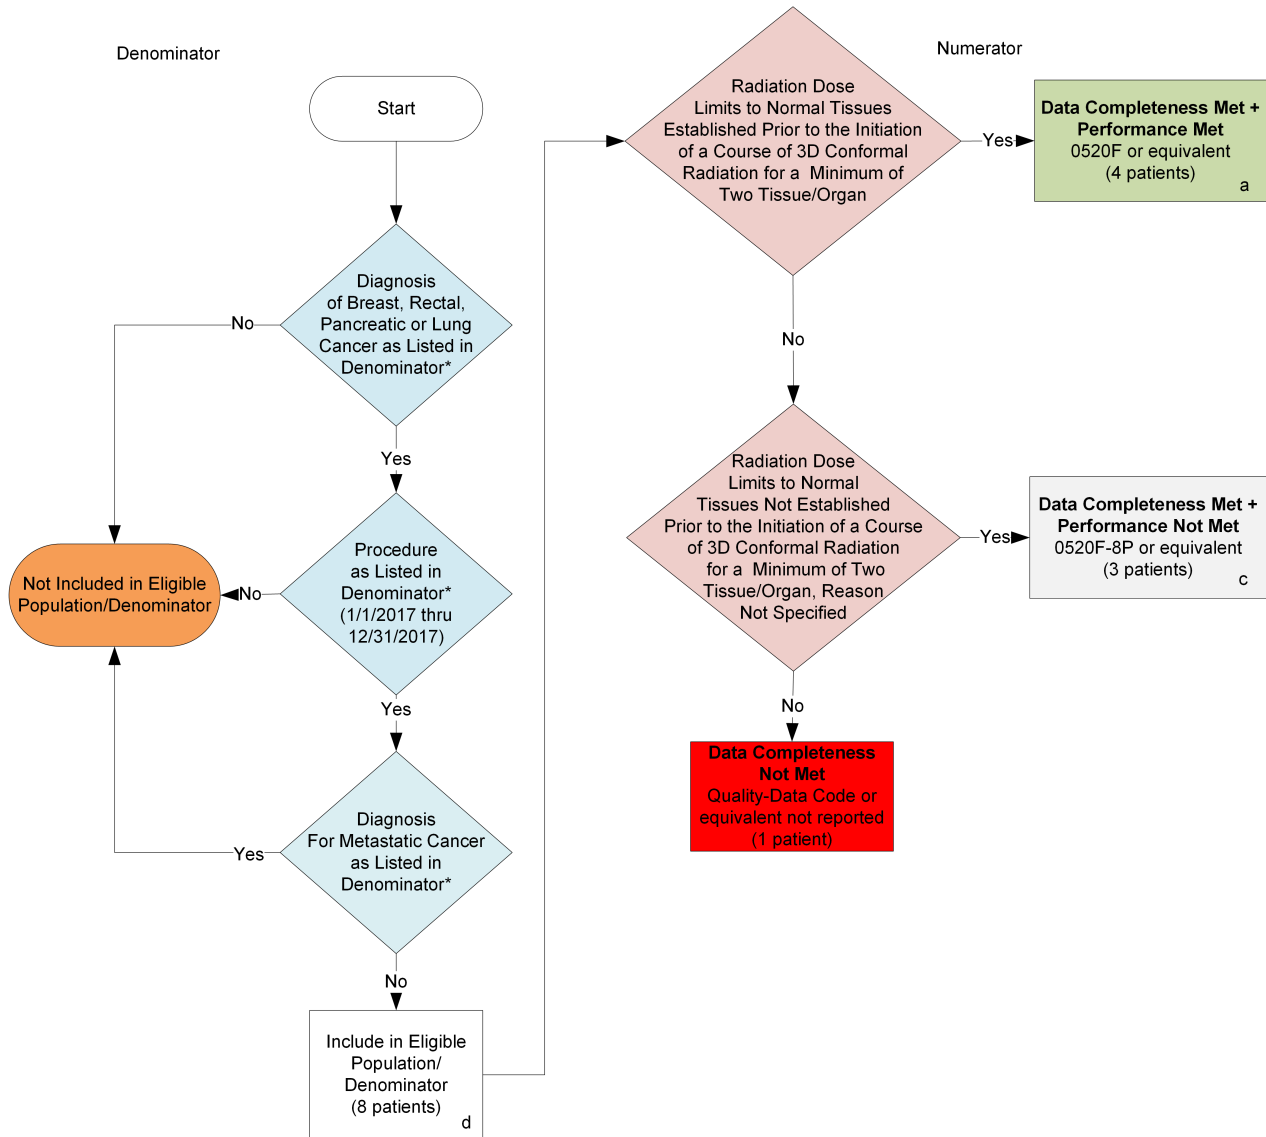 Denominator
Start
Diagnosis
of Breast, Rectal,
Pancreatic or Lung
Cancer as Listed in
Denominator*
No
Yes
Procedure
as Listed in
Denominator*
(1/1/2017 thru
12/31/2017)
No
Not Included in Eligible
Population/Denominator
Yes
Diagnosis
For Metastatic Cancer
as Listed in
Denominator*
Yes
No
Include in Eligible
Population/
Denominator
(8 patients)
d
Numerator
Radiation Dose
Limits to Normal Tissues
Established Prior to the Initiation
of a Course of 3D Conformal
Radiation for a Minimum of
Two Tissue/Organ
Yes
Data Completeness Met +
Performance Met
0520F or equivalent
(4 patients)
a
No
Radiation Dose
Limits to Normal
Tissues Not Established
Prior to the Initiation of a Course
of 3D Conformal Radiation
for a Minimum of Two
Tissue/Organ, Reason
Not Specified
Yes
Data Completeness Met +
Performance Not Met
0520F-8P or equivalent
(3 patients)
c
No
Data Completeness
Not Met
Quality-Data Code or
equivalent not reported
(1 patient)